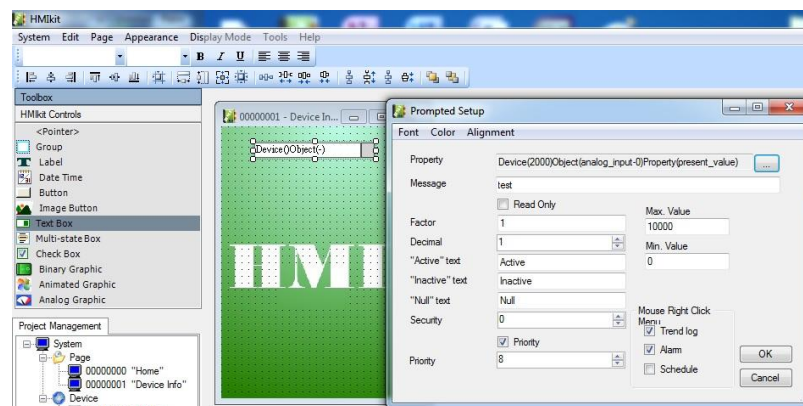 HMIkit
System Edit Page Appearance Display Mode Tools Help
B I U
Toolbox
HMIkit Controls
<Pointer>
Group
Label
Date Time
Button
Image Button
Text Box
Multi-state Box
Check Box
Binary Graphic
Animated Graphic
Analog Graphic
Project Management
System
Page
00000000 "Home"
00000001 "Device Info"
Device
00000001 - Device In...
Device()Object(-)
HMI
Prompted Setup
Font Color Alignment
Property Device(2000)Object(analog_input-0)Property(present_value) ...
Message test
Read Only
Factor 1
Max. Value
10000
Decimal 1
Min. Value
0
"Active" text Active
"Inactive" text Inactive
"Null" text Null
Security 0
Priority
Priority 8
Mouse Right Click
Menu
Trend log
Alarm
Schedule
OK
Cancel